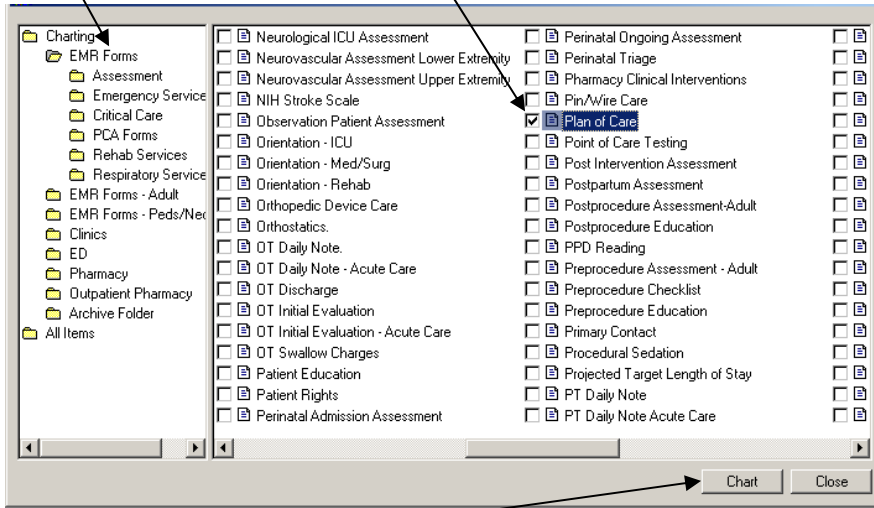 Charting
EMR Forms
Assessment
Emergency Service
Critical Care
PCA Forms
Rehab Services
Respiratory Service
EMR Forms - Adult
EMR Forms - Peds/Neo
Clinics
ED
Pharmacy
Outpatient Pharmacy
Archive Folder
All Items
Neurological ICU Assessment
Neurovascular Assessment Lower Extremity
Neurovascular Assessment Upper Extremity
NIH Stroke Scale
Observation Patient Assessment
Orientation - ICU
Orientation - Med/Surg
Orientation - Rehab
Orthopedic Device Care
Orthostatics.
OT Daily Note.
OT Daily Note - Acute Care
OT Discharge
OT Initial Evaluation
OT Initial Evaluation - Acute Care
OT Swallow Charges
Patient Education
Patient Rights
Perinatal Admission Assessment
Perinatal Ongoing Assessment
Perinatal Triage
Pharmacy Clinical Interventions
Pin/Wire Care
Plan of Care
Point of Care Testing
Post Intervention Assessment
Postpartum Assessment
Postprocedure Assessment-Adult
Postprocedure Education
PPD Reading
Preprocedure Assessment - Adult
Preprocedure Checklist
Preprocedure Education
Primary Contact
Procedural Sedation
Projected Target Length of Stay
PT Daily Note
PT Daily Note Acute Care
Chart
Close